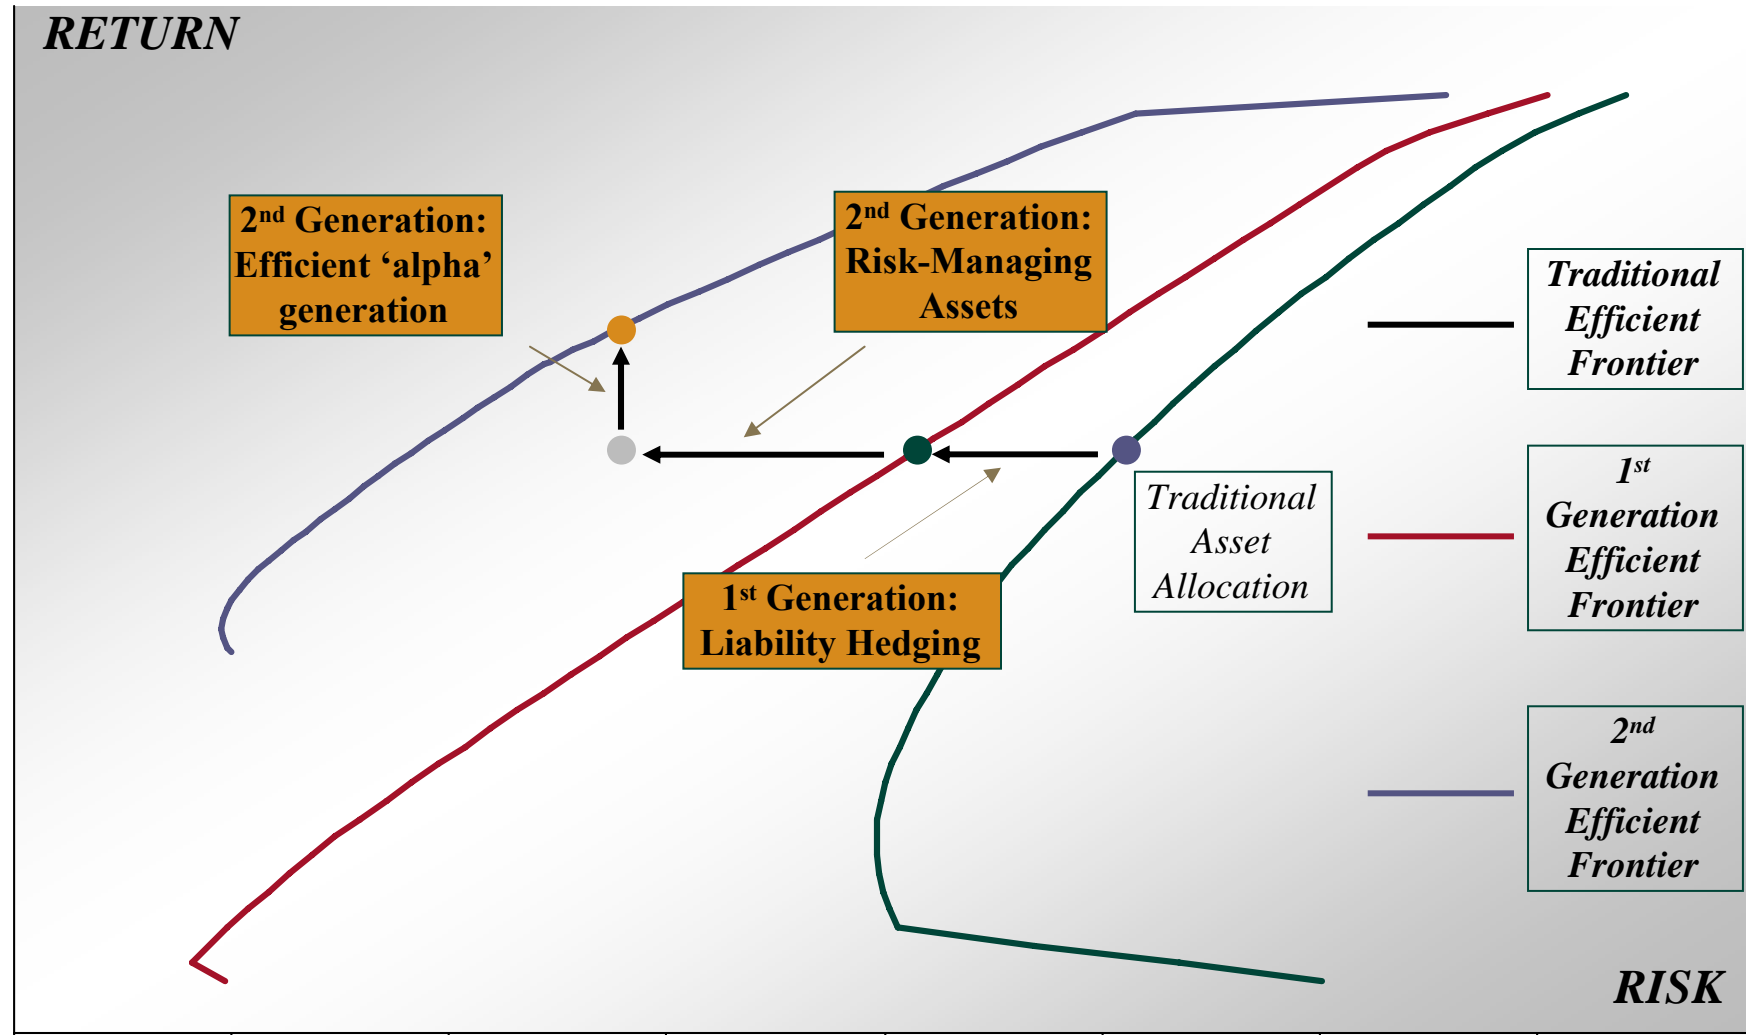 RETURN
2nd Generation:
Efficient ‘alpha’
generation
2nd Generation:
Risk-Managing
Assets
Traditional
Efficient
Frontier
1st
Generation
Efficient
Frontier
Traditional
Asset
Allocation
1st Generation:
Liability Hedging
2nd
Generation
Efficient
Frontier
RISK